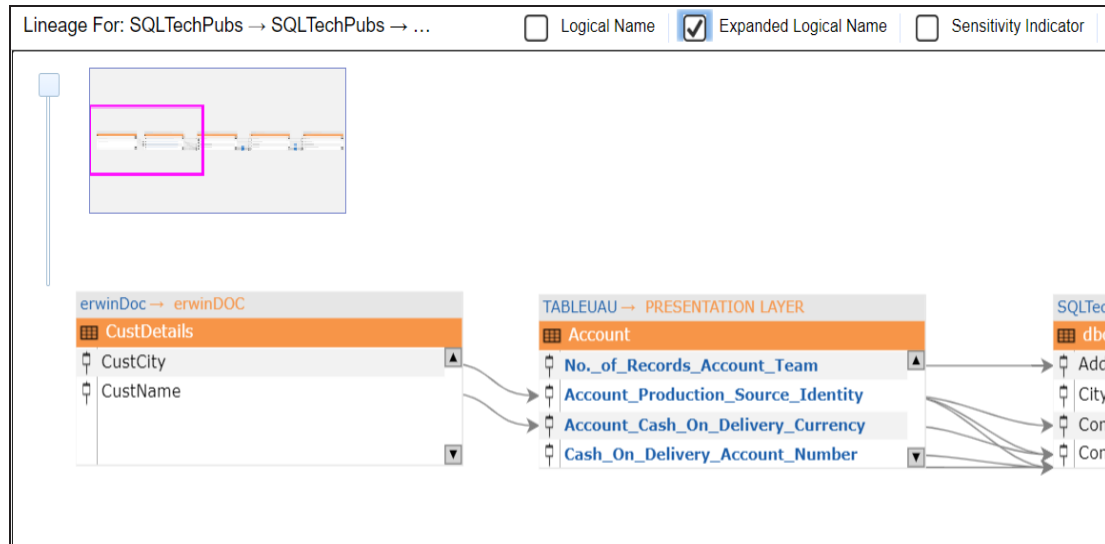 Lineage For: SQLTechPubs → SQLTechPubs → ...
Logical Name
Expanded Logical Name
Sensitivity Indicator
erwinDoc → erwinDOC
CustDetails
CustCity
CustName
TABLEUAU → PRESENTATION LAYER
Account
No._of_Records_Account_Team
Account_Production_Source_Identity
Account_Cash_On_Delivery_Currency
Cash_On_Delivery_Account_Number